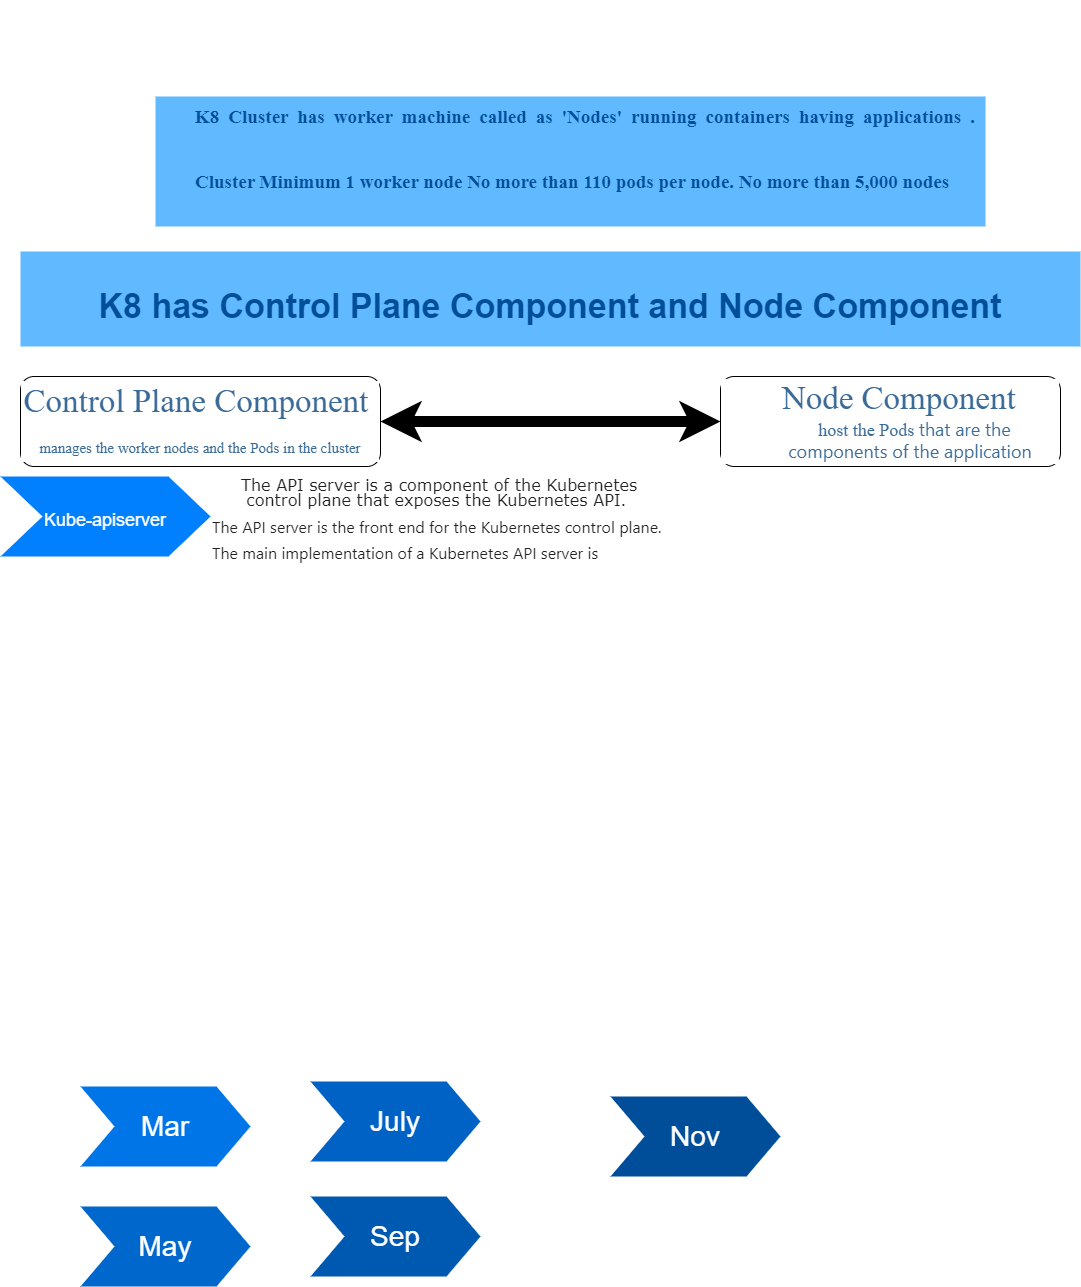 K8 Cluster has worker machine called as 'Nodes' running containers having applications .
Cluster Minimum 1 worker node No more than 110 pods per node. No more than 5,000 nodes
K8 has Control Plane Component and Node Component
Control Plane Component
manages the worker nodes and the Pods in the cluster
Node Component
host the Pods that are the
components of the application
Kube-apiserver
The API server is a component of the Kubernetes
control plane that exposes the Kubernetes API.
The API server is the front end for the Kubernetes control plane.
The main implementation of a Kubernetes API server is
Mar
July
Nov
May
Sep